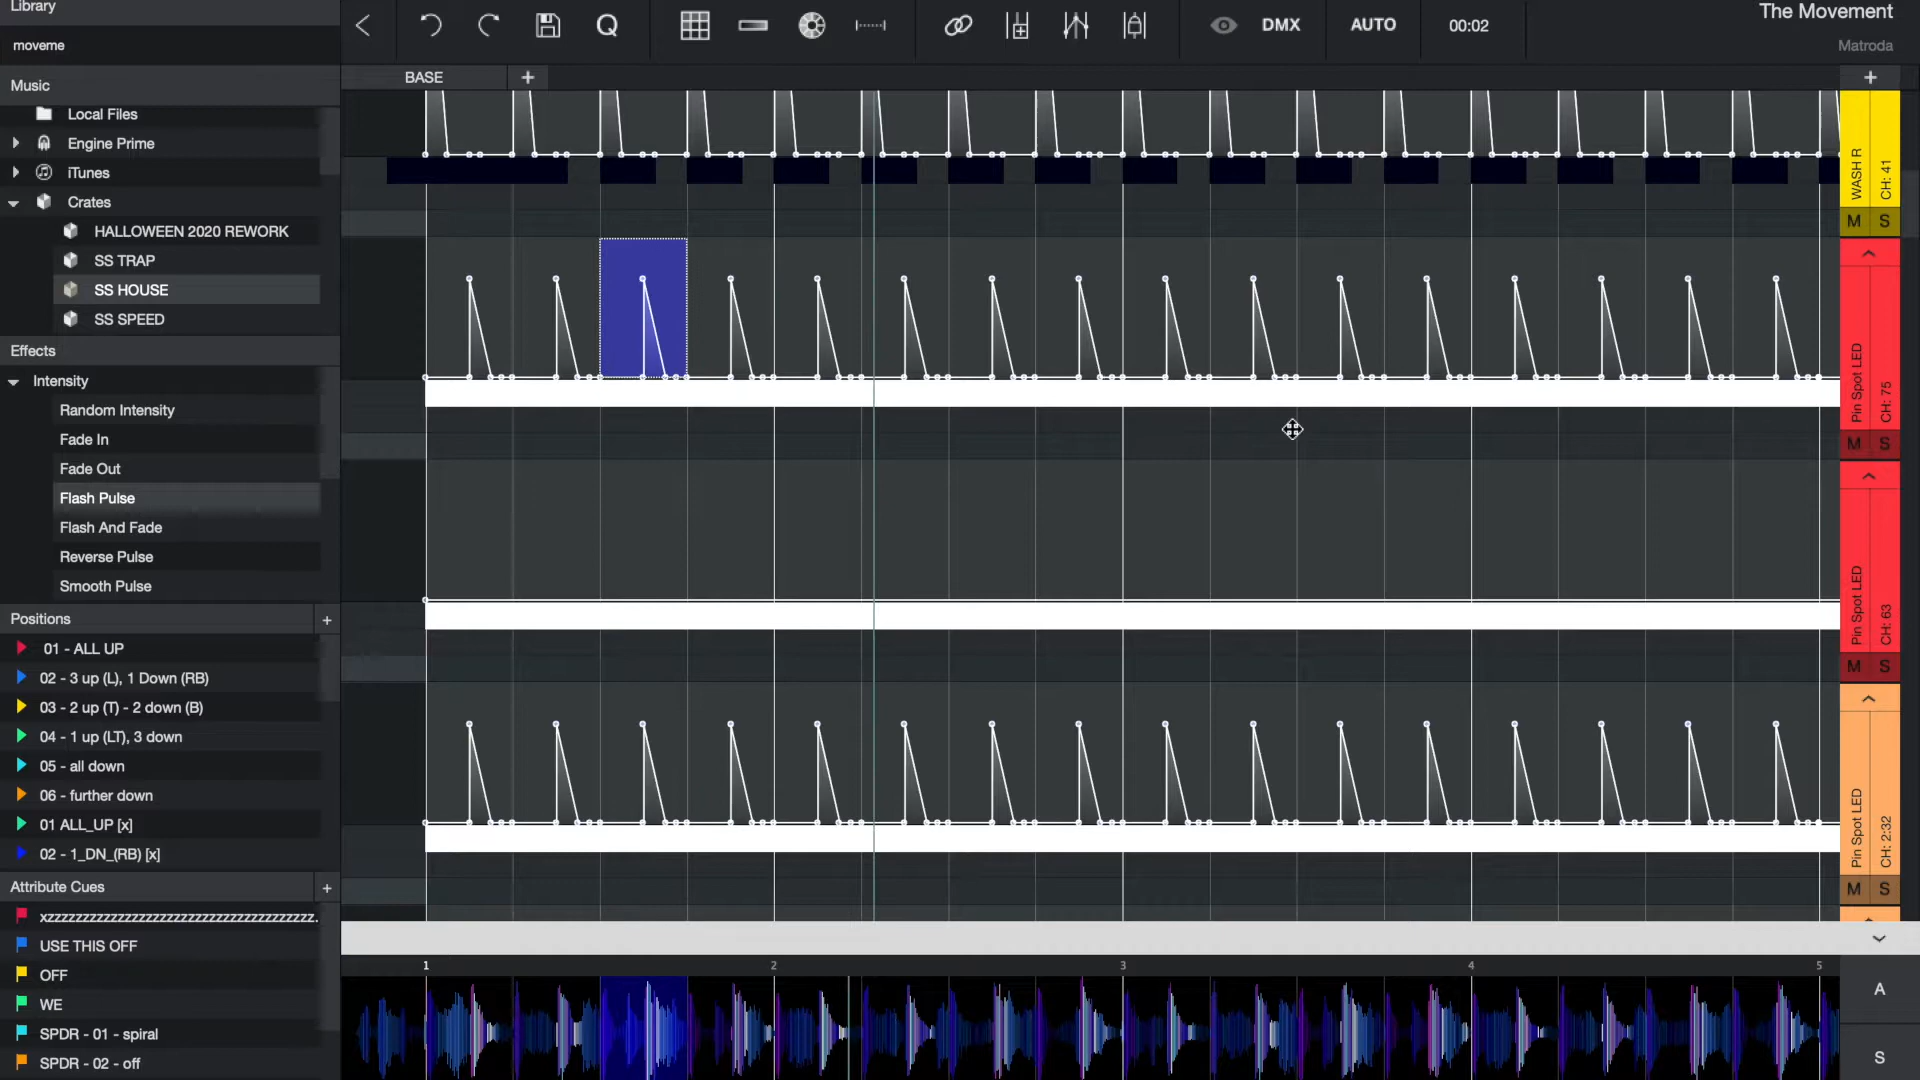 Library
moveme
Music
Local Files
Engine Prime
iTunes
Crates
HALLOWEEN 2020 REWORK
SS TRAP
SS HOUSE
SS SPEED
Effects
Intensity
Random Intensity
Fade In
Fade Out
Flash Pulse
Flash And Fade
Reverse Pulse
Smooth Pulse
Positions +
01 - ALL UP
02 - 3 up (L), 1 Down (RB)
03 - 2 up (T) - 2 down (B)
04 - 1 up (LT), 3 down
05 - all down
06 - further down
01 ALL_UP [x]
02 - 1_DN_(RB) [x]
Attribute Cues +
xzzzzzzzzzzzzzzzzzzzzzzzzzzzzzzzzzzzzz.
USE THIS OFF
OFF
WE
SPDR - 01 - spiral
SPDR - 02 - off
Q DMX AUTO 00:02
The Movement
Matroda
BASE + +
WASH R
CH: 41
M S
Pin Spot LED
CH: 75
M S
Pin Spot LED
CH: 63
M S
Pin Spot LED
CH: 2:32
M S
1 2 3 4 5
A
S